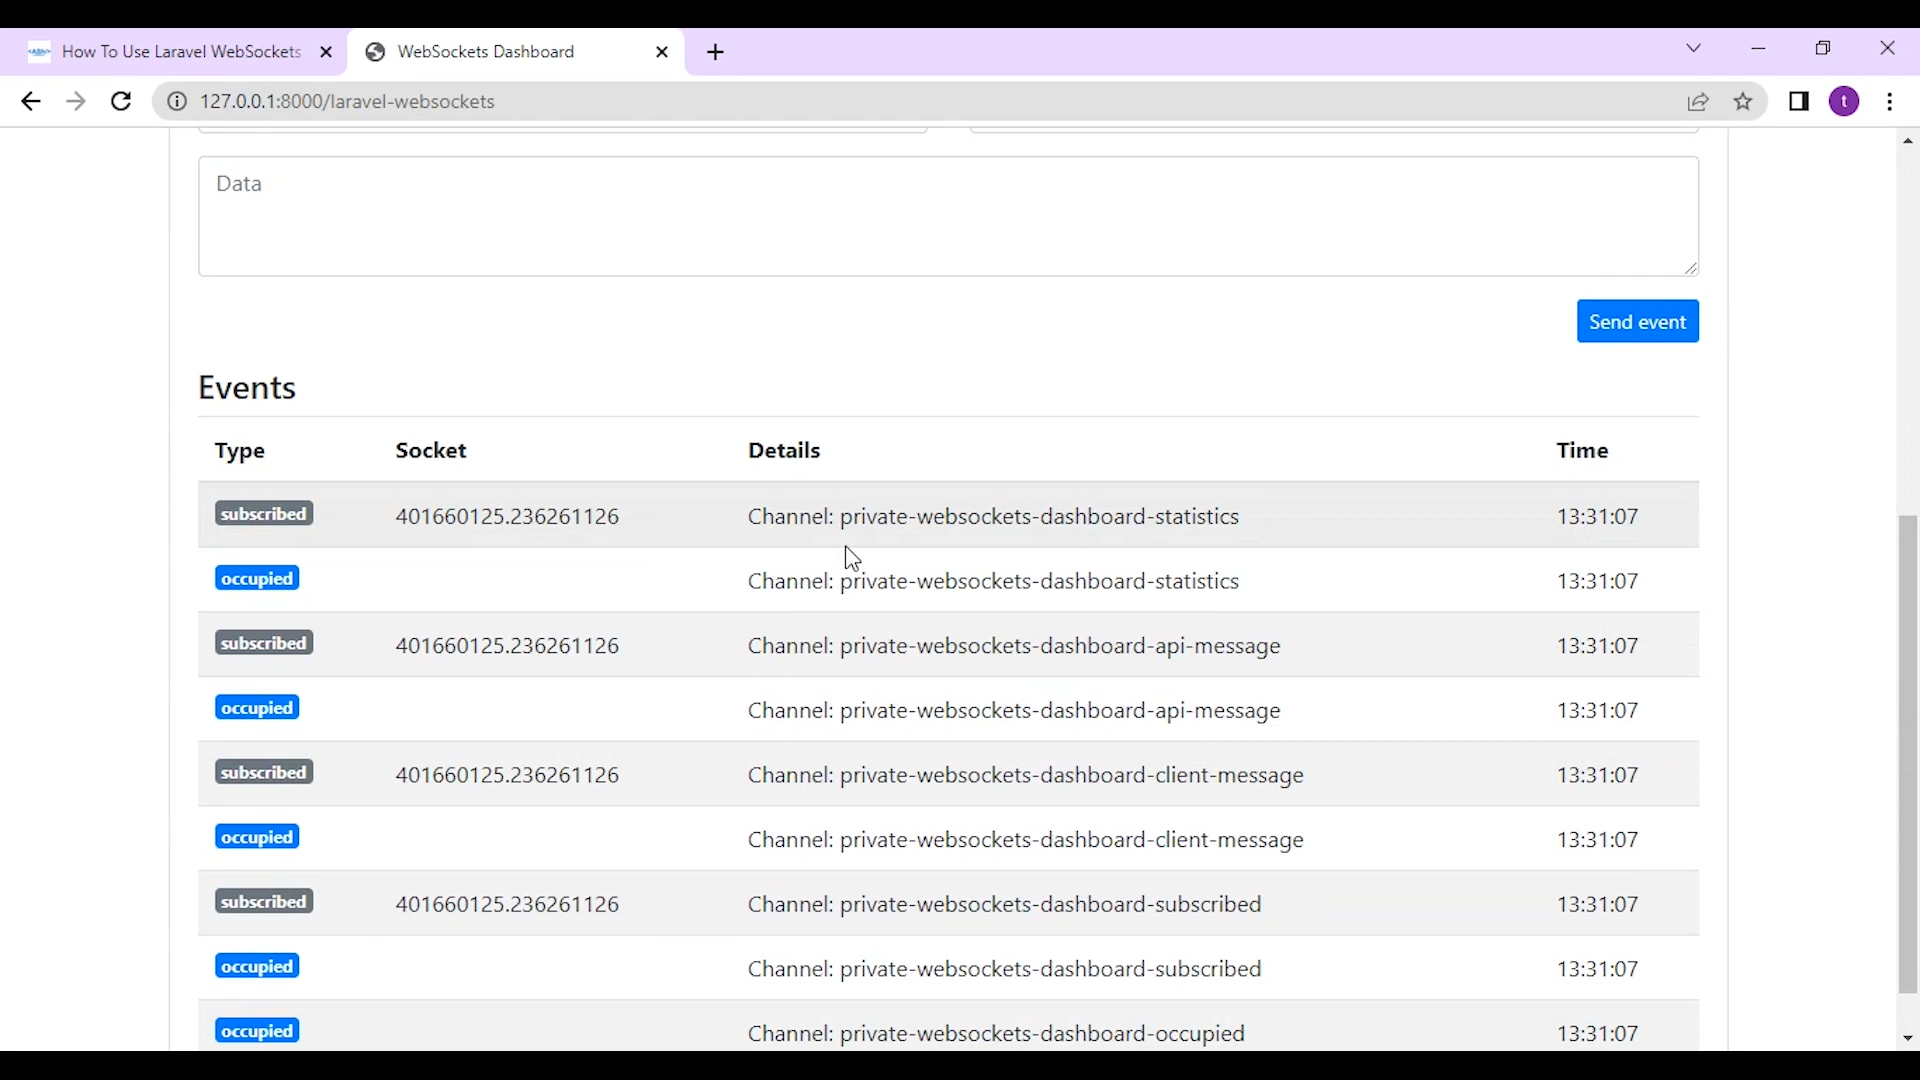 How To Use Laravel WebSockets
WebSockets Dashboard
127.0.0.1:8000/laravel-websockets
t
Data
Send event
Events
Type Socket Details Time
subscribed 401660125.236261126 Channel: private-websockets-dashboard-statistics 13:31:07
occupied Channel: private-websockets-dashboard-statistics 13:31:07
subscribed 401660125.236261126 Channel: private-websockets-dashboard-api-message 13:31:07
occupied Channel: private-websockets-dashboard-api-message 13:31:07
subscribed 401660125.236261126 Channel: private-websockets-dashboard-client-message 13:31:07
occupied Channel: private-websockets-dashboard-client-message 13:31:07
subscribed 401660125.236261126 Channel: private-websockets-dashboard-subscribed 13:31:07
occupied Channel: private-websockets-dashboard-subscribed 13:31:07
occupied Channel: private-websockets-dashboard-occupied 13:31:07